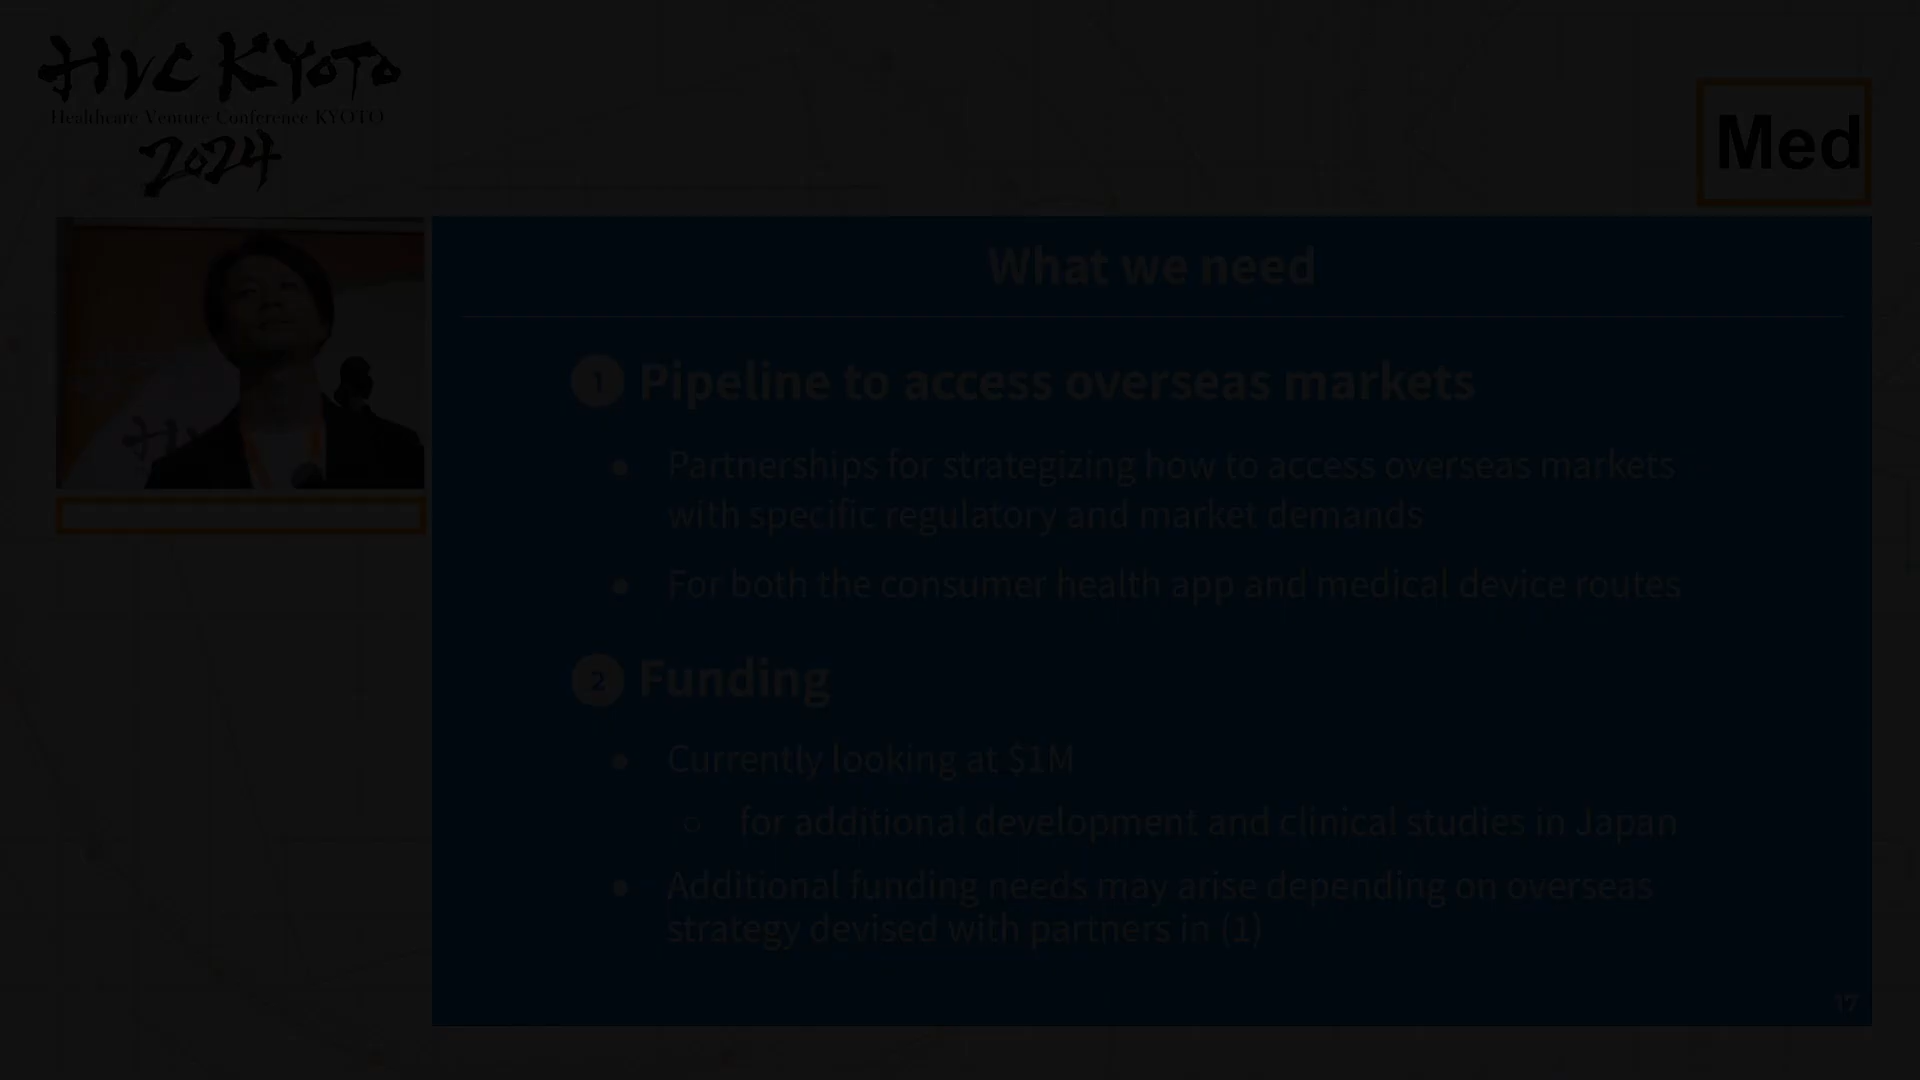 HVC KYOTO
Healthcare Venture Conference KYOTO
2024
Med
What we need
1 Pipeline to access overseas markets
● Partnerships for strategizing how to access overseas markets
with specific regulatory and market demands
● For both the consumer health app and medical device routes
2 Funding
● Currently looking at $1M
○ for additional development and clinical studies in Japan
● Additional funding needs may arise depending on overseas
strategy devised with partners in (1)
17